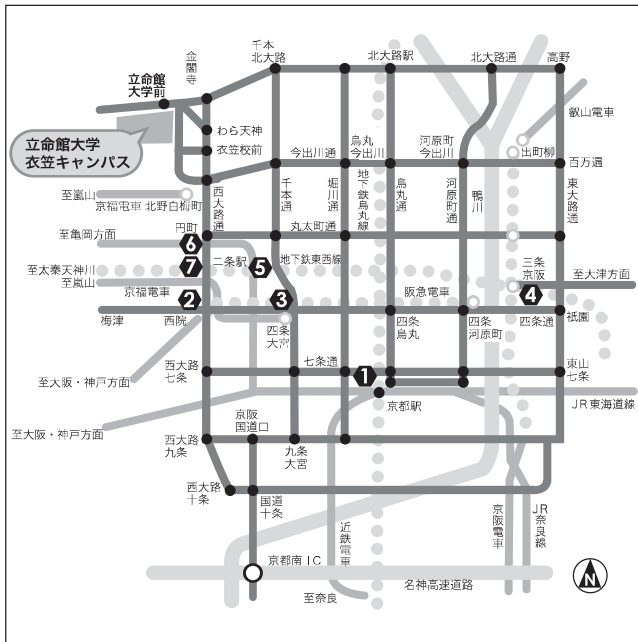 千本
北大路
金閣寺
北大路駅
北大路通
高野
立命館
大学前
叡山電車
わら天神
立命館大学
衣笠キャンパス
衣笠校前
今出川通
烏丸
今出川
河原町
今出川
出町柳
百万遍
至嵐山
京福電車 北野白梅町
西大路通
千本通
堀川通
地下鉄烏丸線
烏丸通
河原町通
鴨川
東大路通
円町
丸太町通
至亀岡方面
6
二条駅
5
地下鉄東西線
三条
京阪
至太秦天神川
7
至嵐山
京福電車
2
3
阪急電車
4
至大津方面
梅津
西院
四条
大宮
四条
烏丸
四条
河原町
四条通
祇園
西大路
七条
七条通
1
東山
七条
至大阪・神戸方面
京都駅
JR東海道線
至大阪・神戸方面
京阪
国道口
西大路
九条
九条
大宮
西大路
十条
国道
十条
近鉄電車
京阪電車
JR奈良線
京都南IC
名神高速道路
至奈良
N